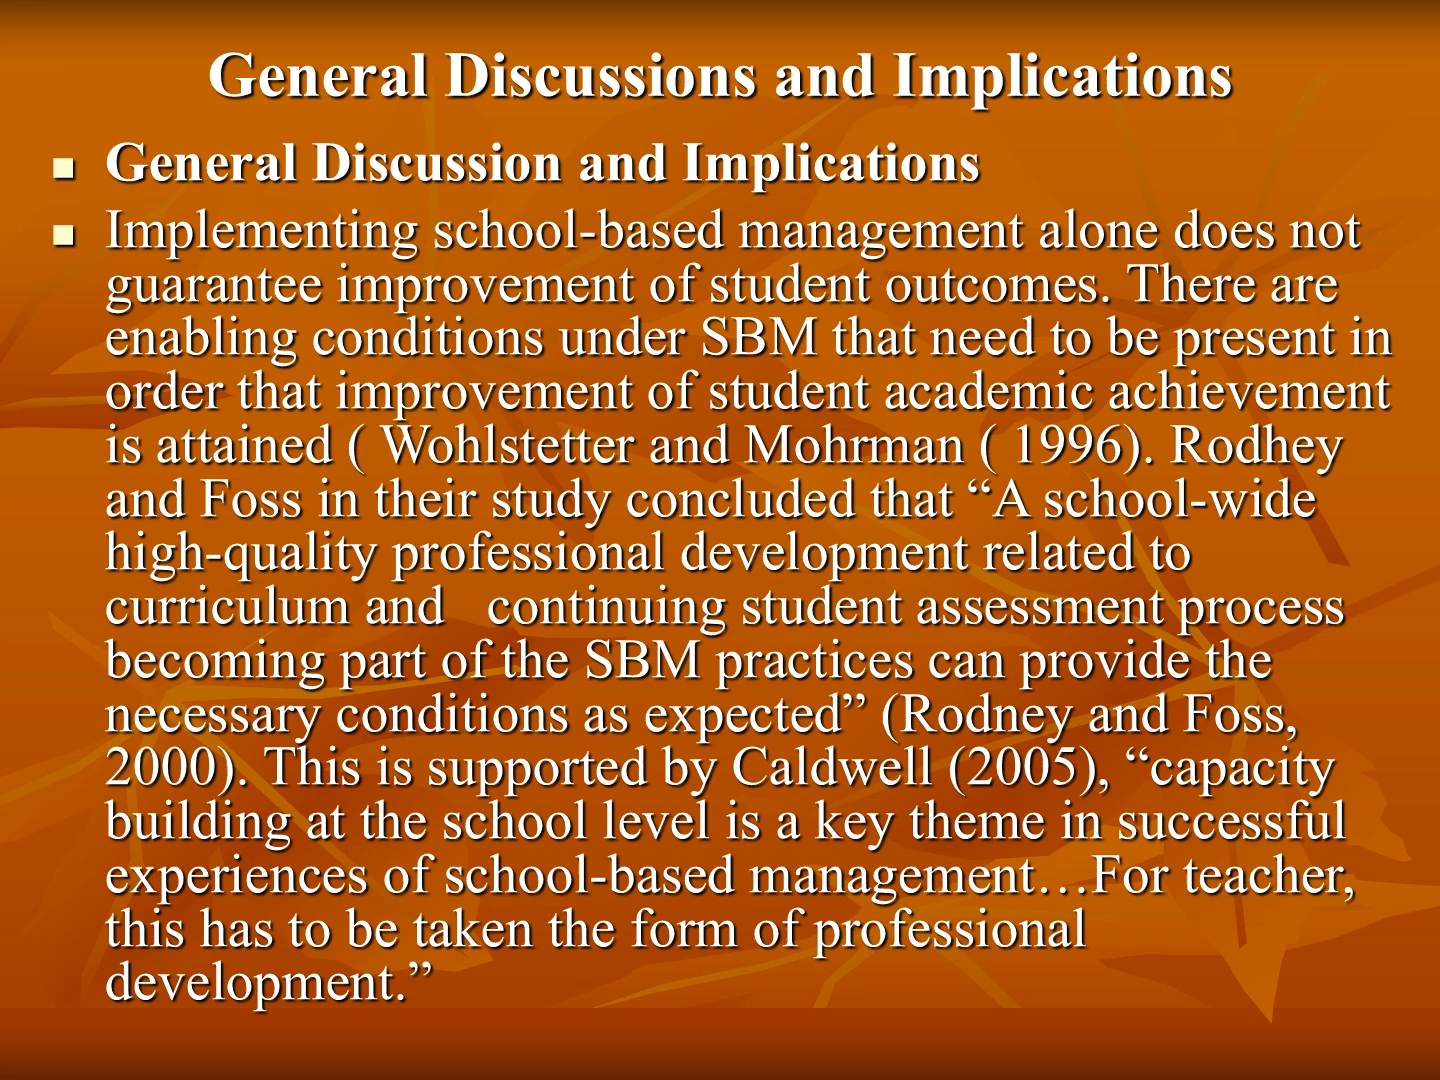 General Discussions and Implications
General Discussion and Implications
Implementing school-based management alone does not
guarantee improvement of student outcomes. There are
enabling conditions under SBM that need to be present in
order that improvement of student academic achievement
is attained ( Wohlstetter and Mohrman ( 1996). Rodhey
and Foss in their study concluded that “A school-wide
high-quality professional development related to
curriculum and   continuing student assessment process
becoming part of the SBM practices can provide the
necessary conditions as expected” (Rodney and Foss,
2000). This is supported by Caldwell (2005), “capacity
building at the school level is a key theme in successful
experiences of school-based management…For teacher,
this has to be taken the form of professional
development.”